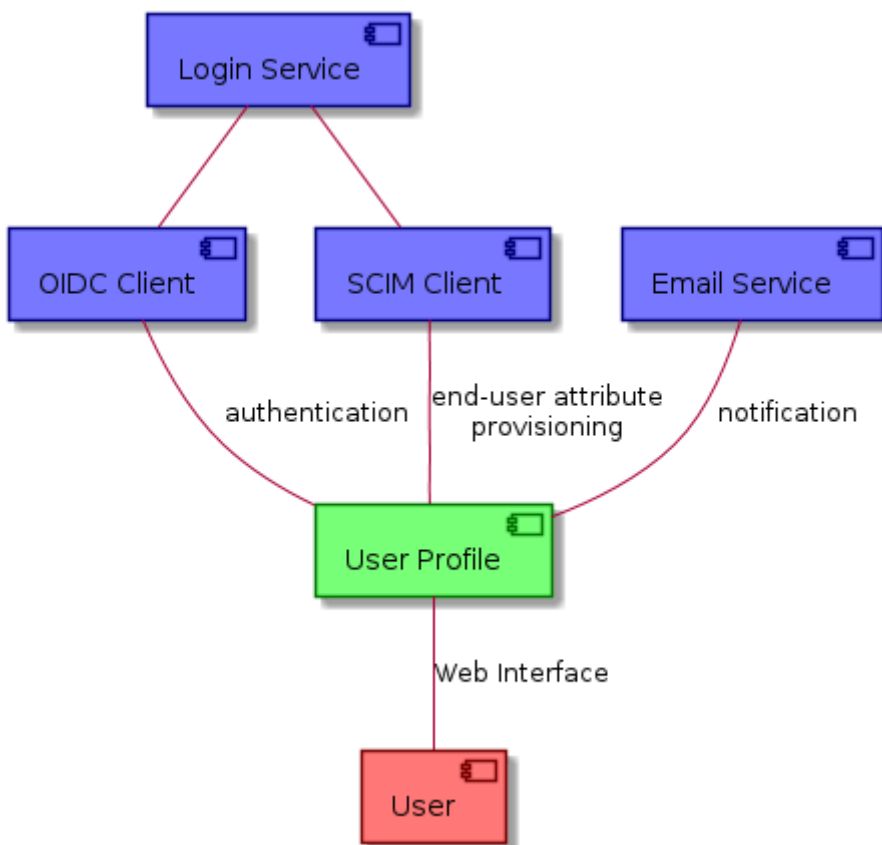 Login Service
OIDC Client
SCIM Client
Email Service
authentication
end-user attribute
provisioning
notification
User Profile
Web Interface
User